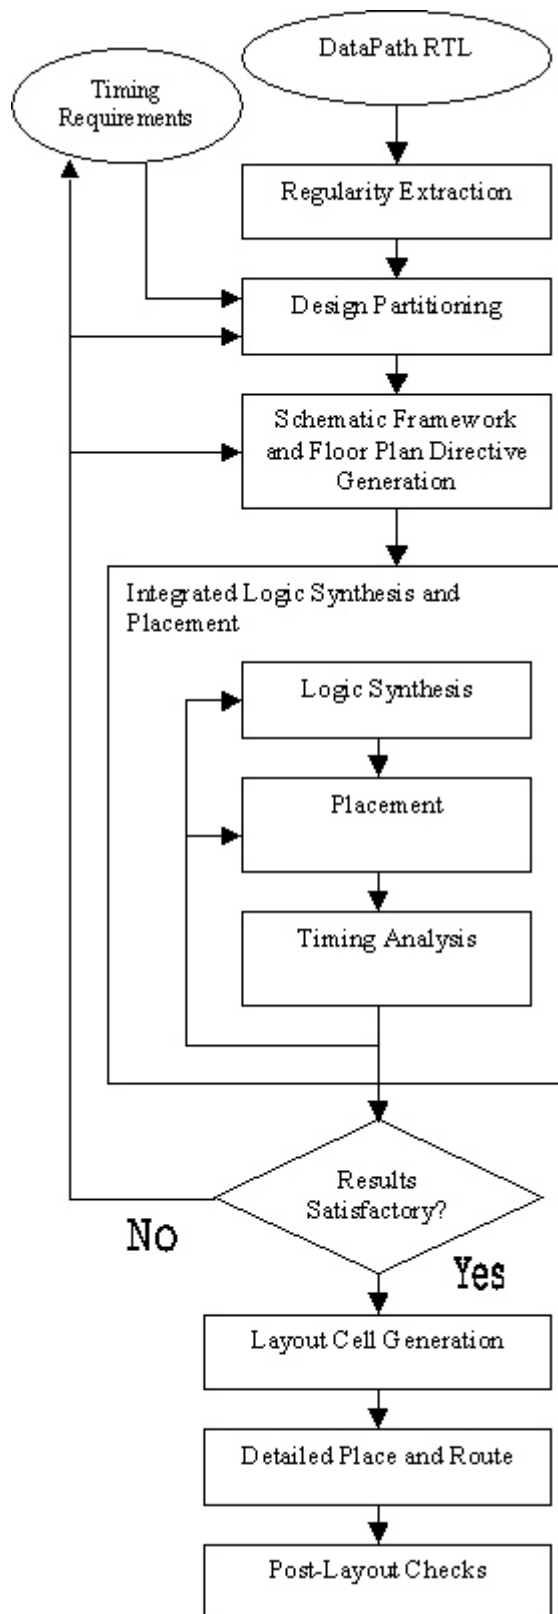 DataPath RTL
Timing
Requirements
Regularity Extraction
Design Partitioning
Schematic Framework
and Floor Plan Directive
Generation
Integrated Logic Synthesis and
Placement
Logic Synthesis
Placement
Timing Analysis
Results
Satisfactory?
No
Yes
Layout Cell Generation
Detailed Place and Route
Post-Layout Checks